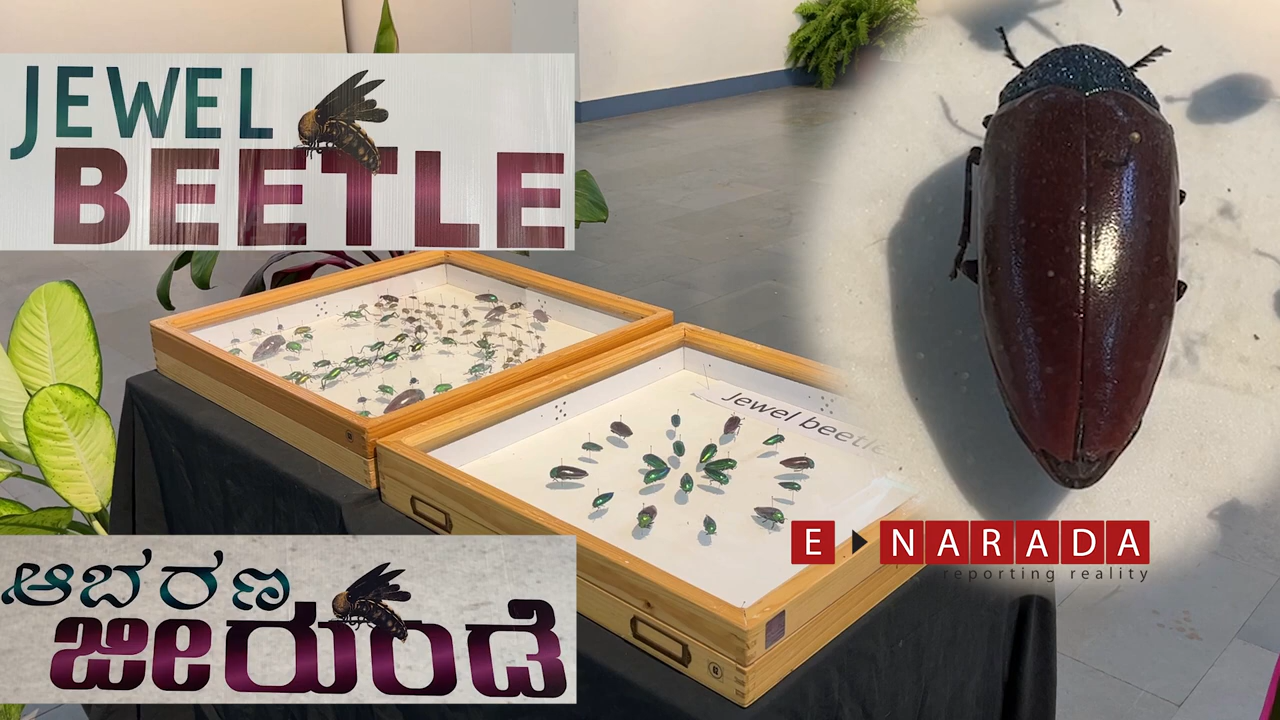 JEWEL
BEETLE
Jewel beetle
E NARADA
reporting reality
ಆಭರಣ
ಜೀರುಂಡೆ